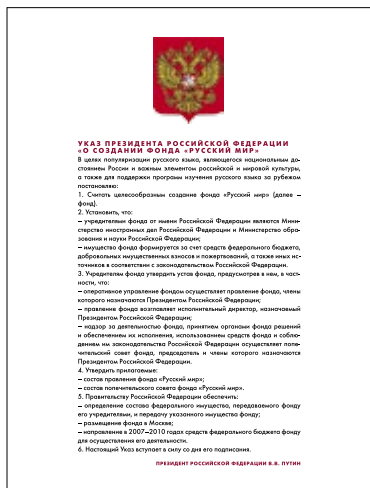 УКАЗ ПРЕЗИДЕНТА РОССИЙСКОЙ ФЕДЕРАЦИИ
«О СОЗДАНИИ ФОНДА «РУССКИЙ МИР»
В целях популяризации русского языка, являющегося национальным до-
стоянием России и важным элементом российской и мировой культуры,
а также для поддержки программ изучения русского языка за рубежом
постановляю:
1. Считать целесообразным создание фонда «Русский мир» (далее –
фонд).
2. Установить, что:
– учредителями фонда от имени Российской Федерации являются Мини-
стерство иностранных дел Российской Федерации и Министерство обра-
зования и науки Российской Федерации;
– имущество фонда формируется за счет средств федерального бюджета,
добровольных имущественных взносов и пожертвований, а также иных ис-
точников в соответствии с законодательством Российской Федерации.
3. Учредителям фонда утвердить устав фонда, предусмотрев в нем, в част-
ности, что:
– оперативное управление фондом осуществляет правление фонда, члены
которого назначаются Президентом Российской Федерации;
– правление фонда возглавляет исполнительный директор, назначаемый
Президентом Российской Федерации;
– надзор за деятельностью фонда, принятием органами фонда решений
и обеспечением их исполнения, использованием средств фонда и соблю-
дением им законодательства Российской Федерации осуществляет попе-
чительский совет фонда, председатель и члены которого назначаются
Президентом Российской Федерации.
4. Утвердить прилагаемые:
– состав правления фонда «Русский мир»;
– состав попечительского совета фонда «Русский мир».
5. Правительству Российской Федерации обеспечить:
– определение состава федерального имущества, передаваемого фонду
его учредителями, и передачу указанного имущества фонду;
– размещение фонда в Москве;
– направление в 2007–2010 годах средств федерального бюджета фонду
для осуществления его деятельности.
6. Настоящий Указ вступает в силу со дня его подписания.
ПРЕЗИДЕНТ РОССИЙСКОЙ ФЕДЕРАЦИИ В.В. ПУТИН